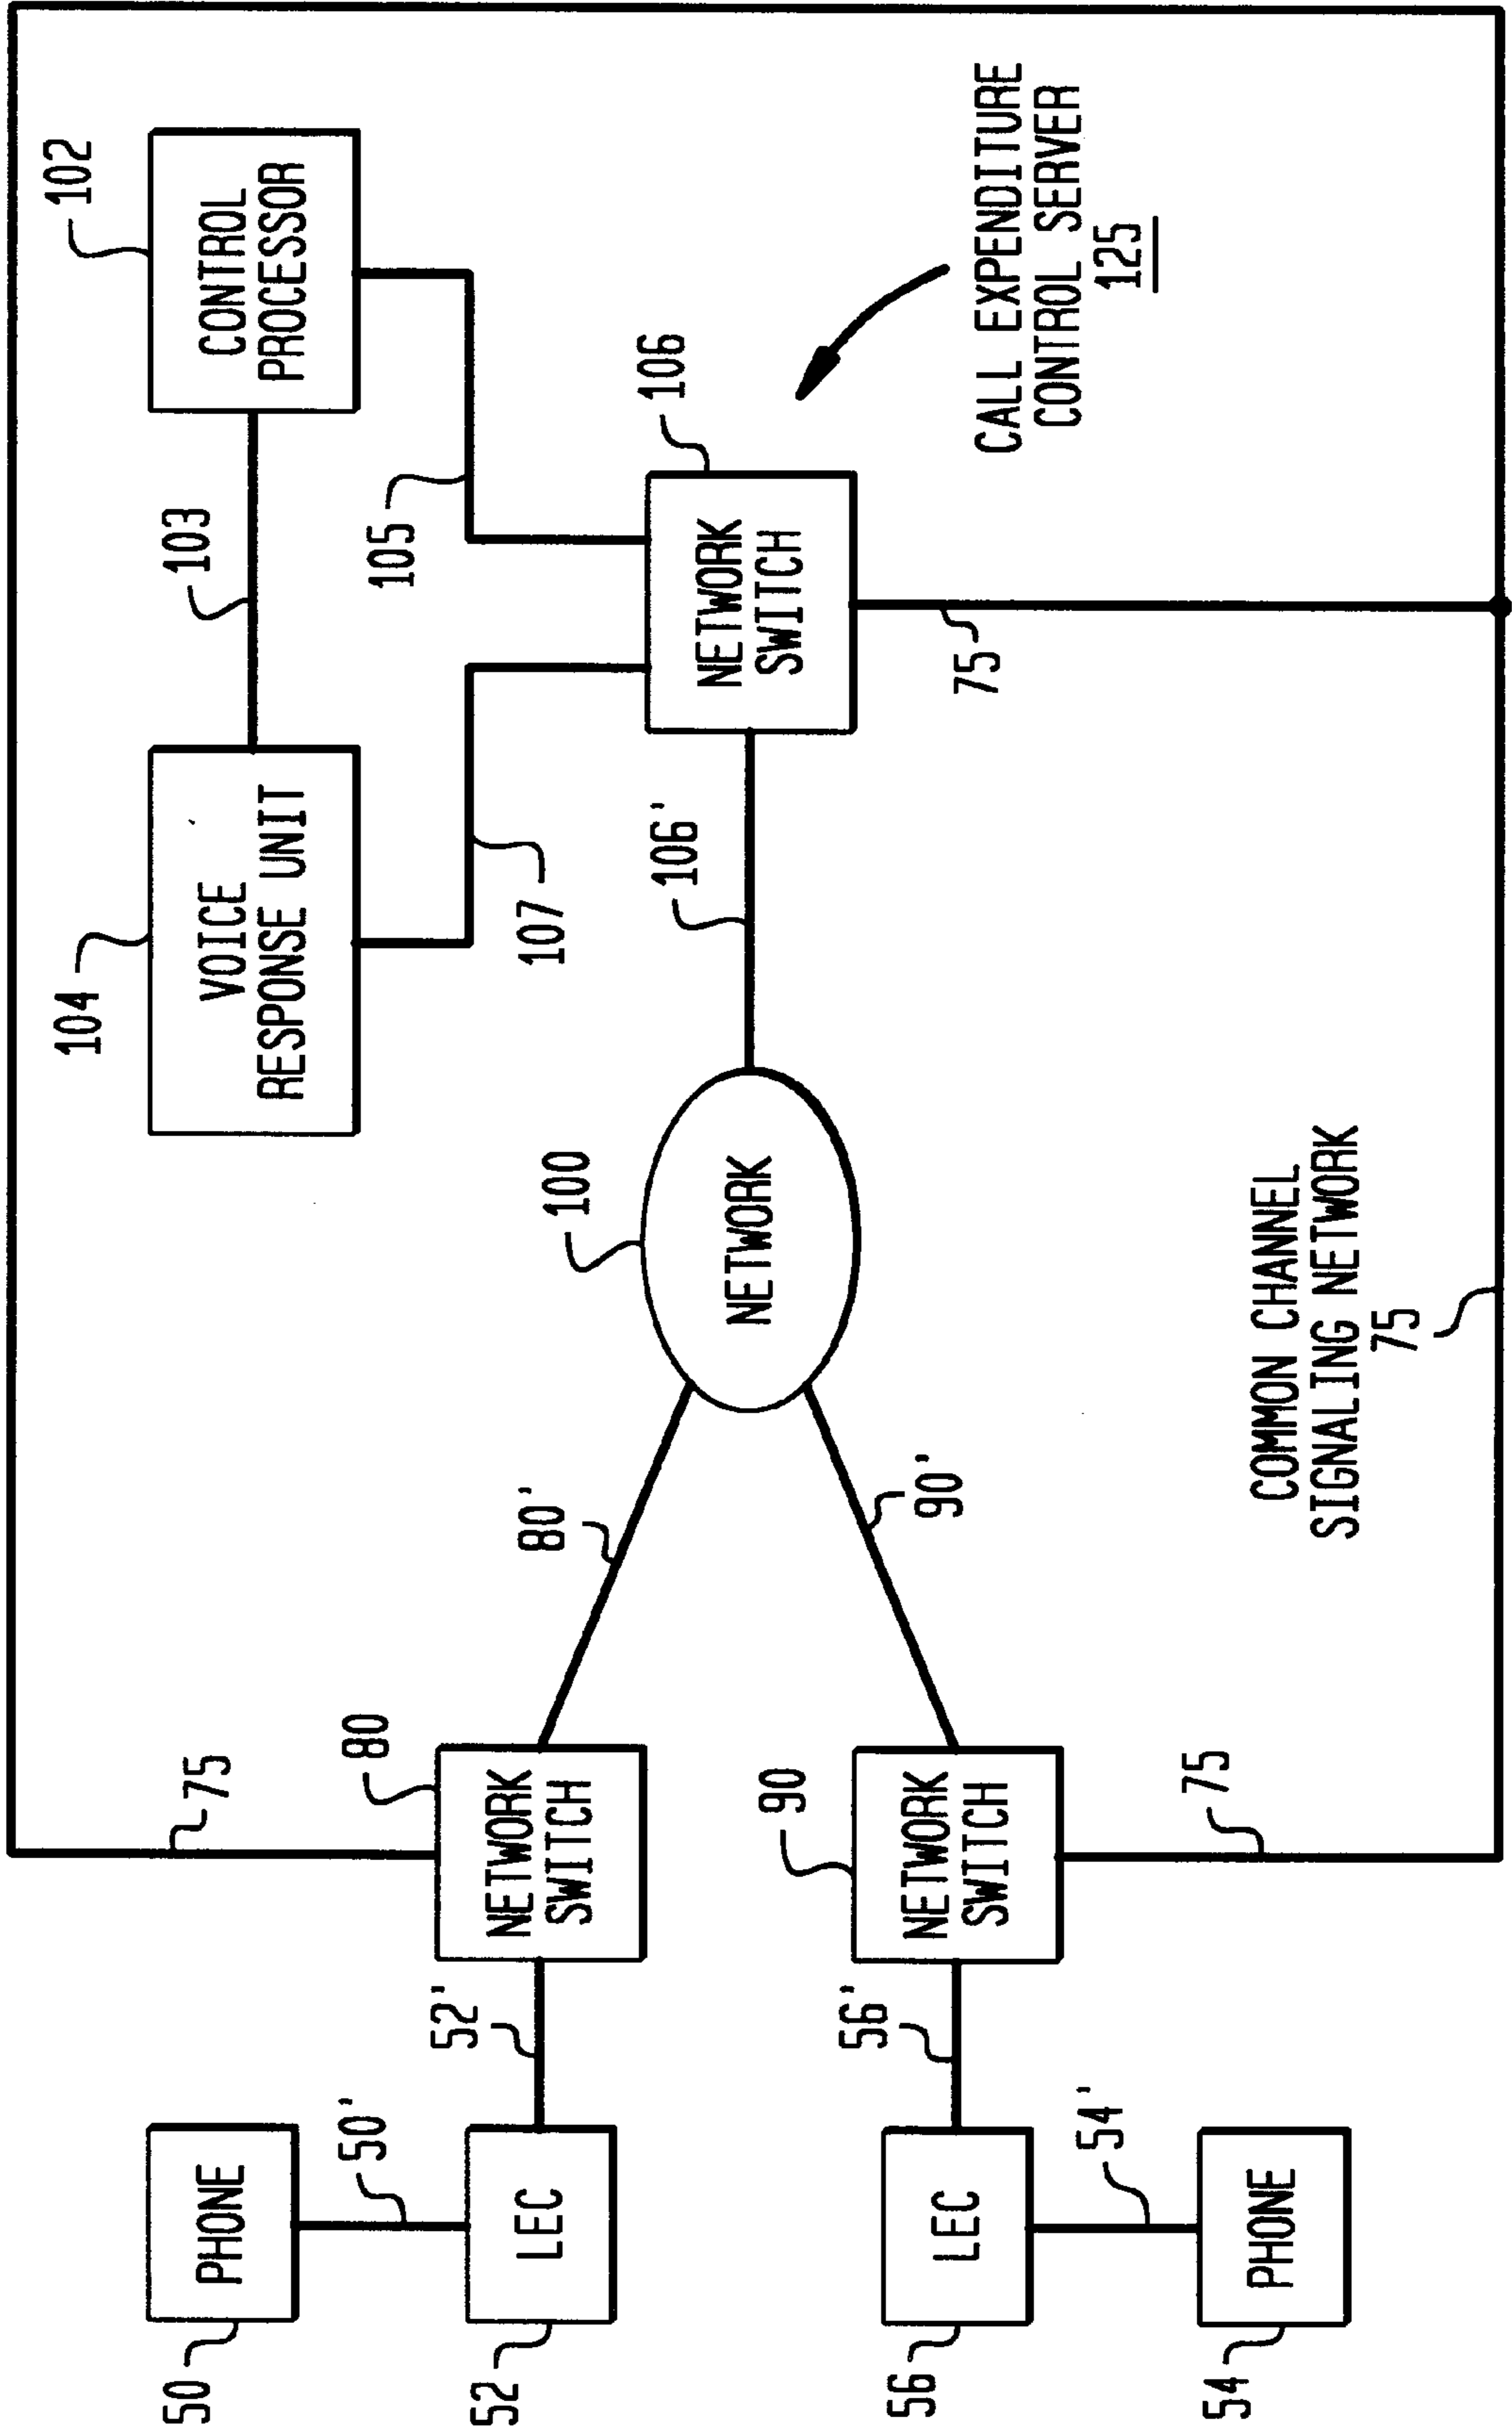 102
CONTROL
PROCESSOR
103
104
VOICE
RESPONSE UNIT
105
107
106
NETWORK
SWITCH
106'
75
CALL EXPENDITURE
CONTROL SERVER
125
100
NETWORK
80'
90'
COMMON CHANNEL
SIGNALING NETWORK
75
75
80
NETWORK
SWITCH
90
NETWORK
SWITCH
75
52'
56'
50
PHONE
50'
52
LEC
56
LEC
54'
54
PHONE